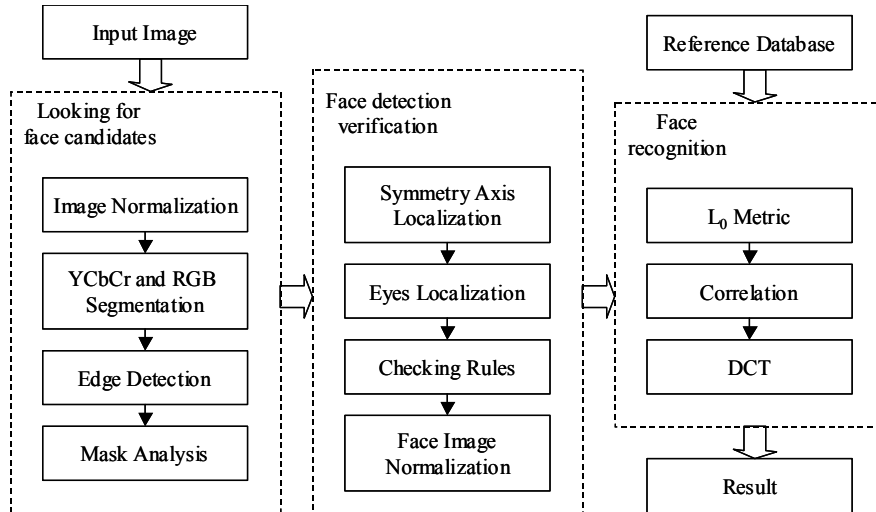 Input Image
Looking for
face candidates
Image Normalization
YCbCr and RGB
Segmentation
Edge Detection
Mask Analysis
Face detection
verification
Symmetry Axis
Localization
Eyes Localization
Checking Rules
Face Image
Normalization
Reference Database
Face
recognition
L₀ Metric
Correlation
DCT
Result